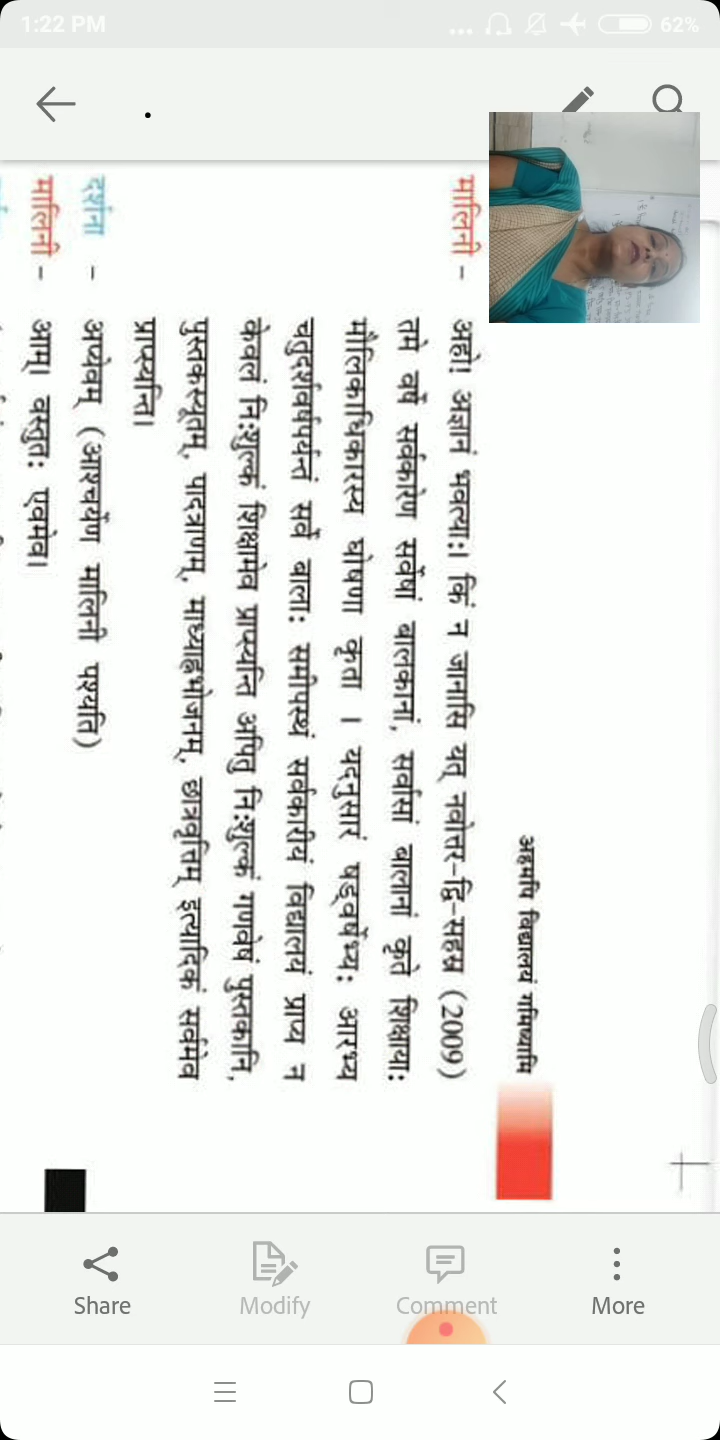 1:22 PM
62%
अहमपि विद्यालयं गमिष्यामि
मालिनी – अहो! अज्ञानं भवत्याः। किं न जानासि यत् नवोत्तर-द्वि-सहस्र (2009)
तमे वर्षे सर्वकारेण सर्वेषां बालकानां, सर्वासां बालानां कृते शिक्षायाः
मौलिकाधिकारस्य घोषणा कृता । यदनुसारं षड्वर्षेभ्यः आरभ्य
चतुर्दशवर्षपर्यन्तं सर्वे बालाः समीपस्थं सर्वकारीयं विद्यालयं प्राप्य न
केवलं निःशुल्कं शिक्षामेव प्राप्स्यन्ति अपितु निःशुल्कं गणवेषं पुस्तकानि,
पुस्तकस्यूतम्, पादत्राणम्, माध्याह्नभोजनम्, छात्रवृत्तिम् इत्यादिकं सर्वमेव
प्राप्स्यन्ति।
दर्शना – अप्येवम् (आश्चर्येण मालिनी पश्यति)
मालिनी – आम्। वस्तुतः एवमेव।
Share
Modify
Comment
More